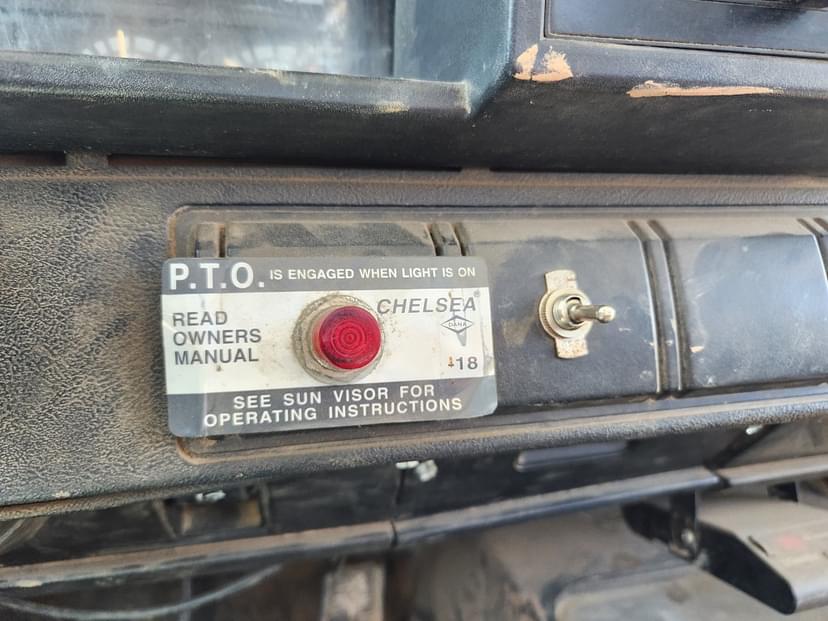 P.T.O. IS ENGAGED WHEN LIGHT IS ON
READ
OWNERS
MANUAL
CHELSEA®
DANA
18
SEE SUN VISOR FOR
OPERATING INSTRUCTIONS